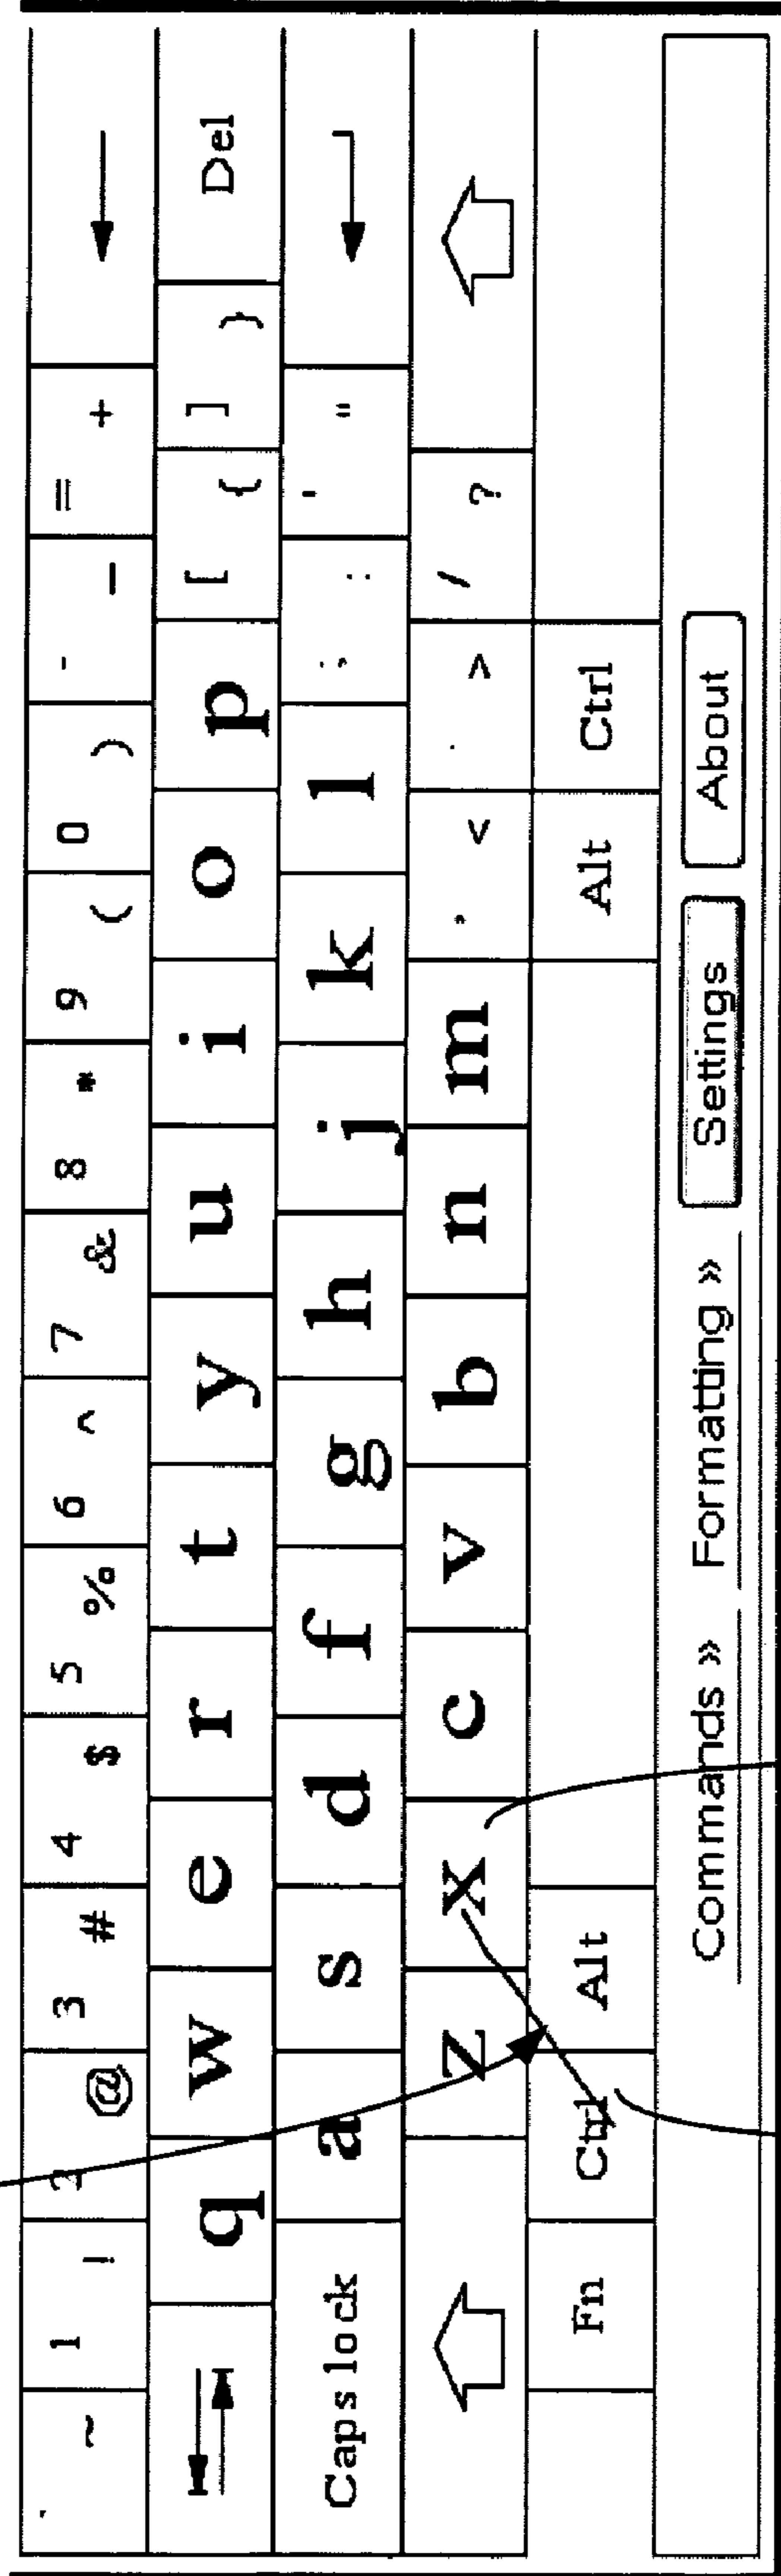 ` ~ 1 ! 2 @ 3 # 4 $ 5 % 6 ^ 7 & 8 * 9 ( 0 ) - _ = +
q w e r t y u i o p [ { ] } Del
Caps lock a s d f g h j k l ; : ' "
z x c v b n m , < . > / ?
Fn Ctrl Alt Alt Ctrl
Commands » Formatting » Settings About